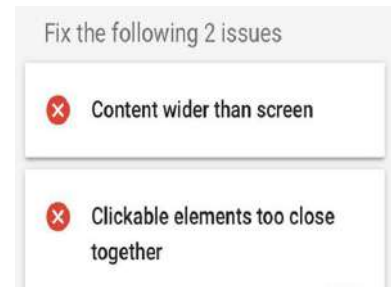 Fix the following 2 issues
Content wider than screen
Clickable elements too close
together